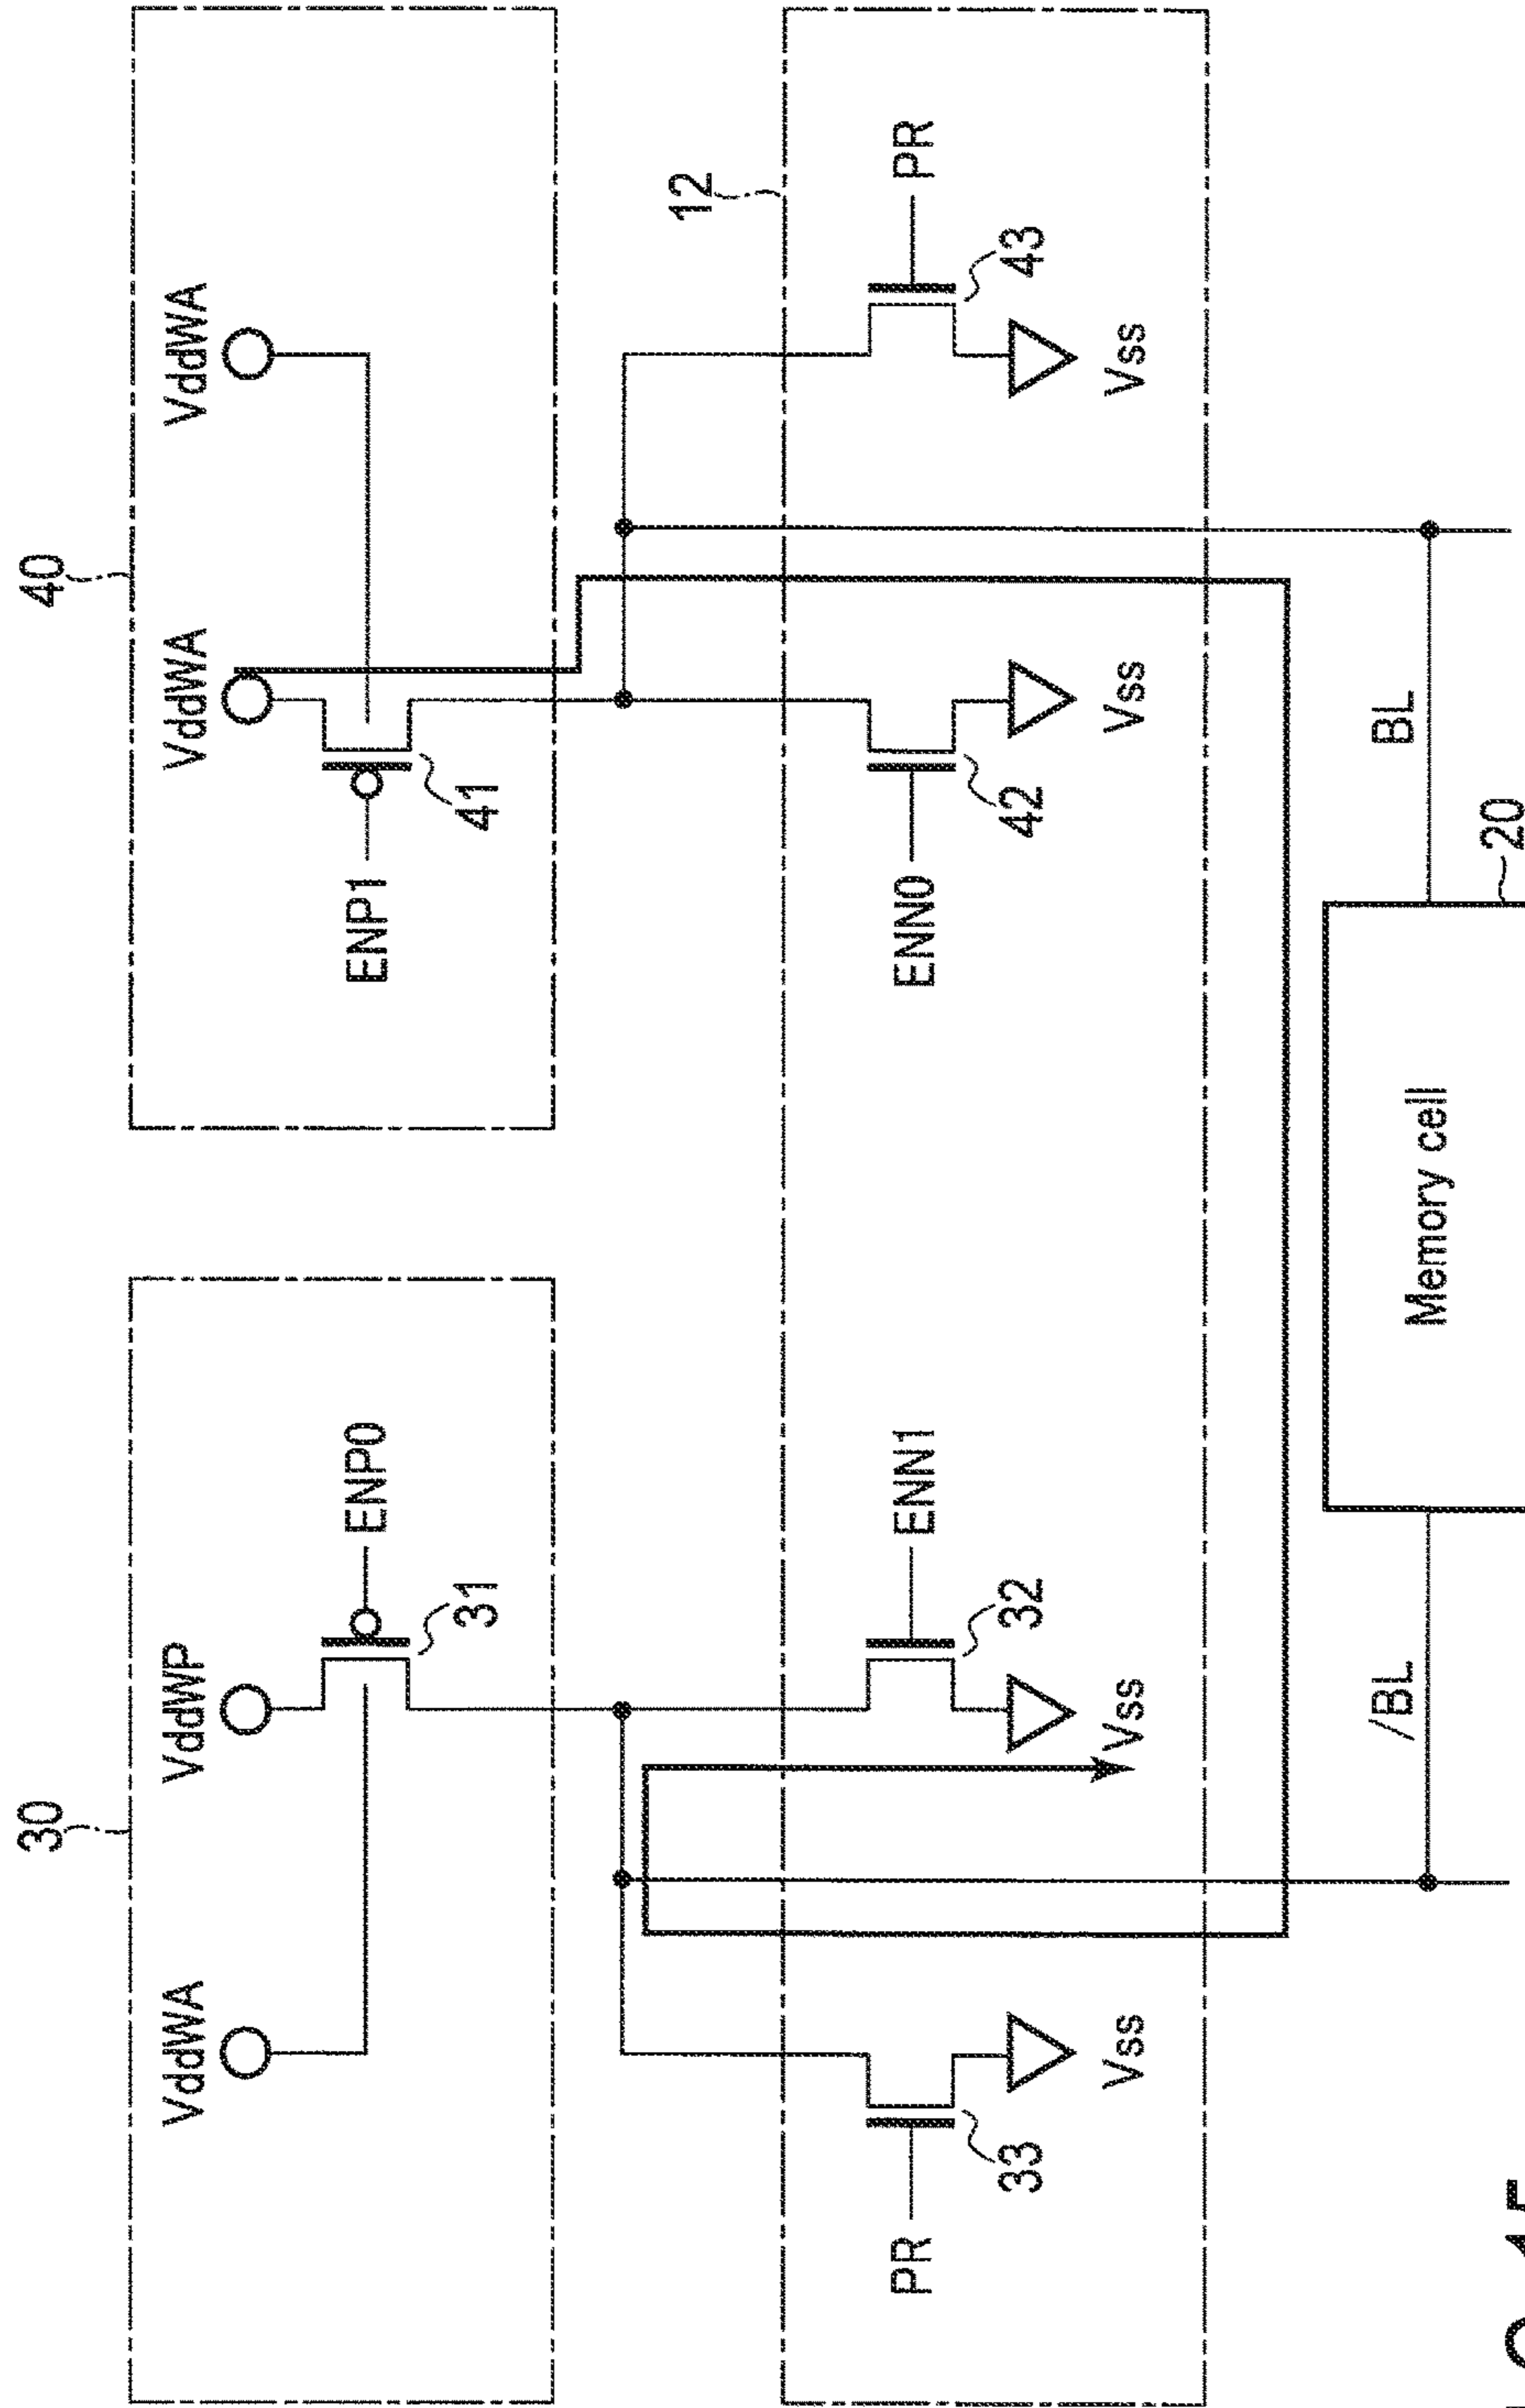 30
40
VddWA
VddWP
VddWA
VddWA
ENP0
ENP1
31
41
12
PR
ENN1
ENN0
PR
33
32
42
43
Vss
Vss
Vss
Vss
/BL
BL
Memory cell
20